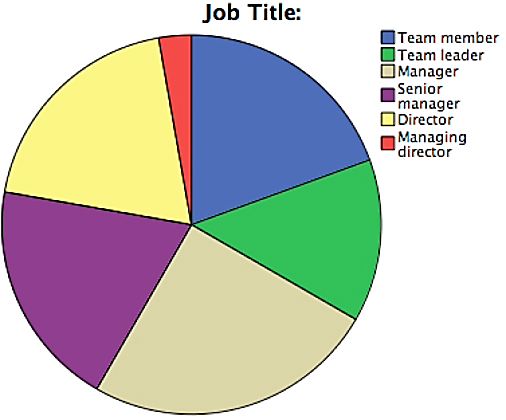 Job Title:
Team member
Team leader
Manager
Senior
manager
Director
Managing
director